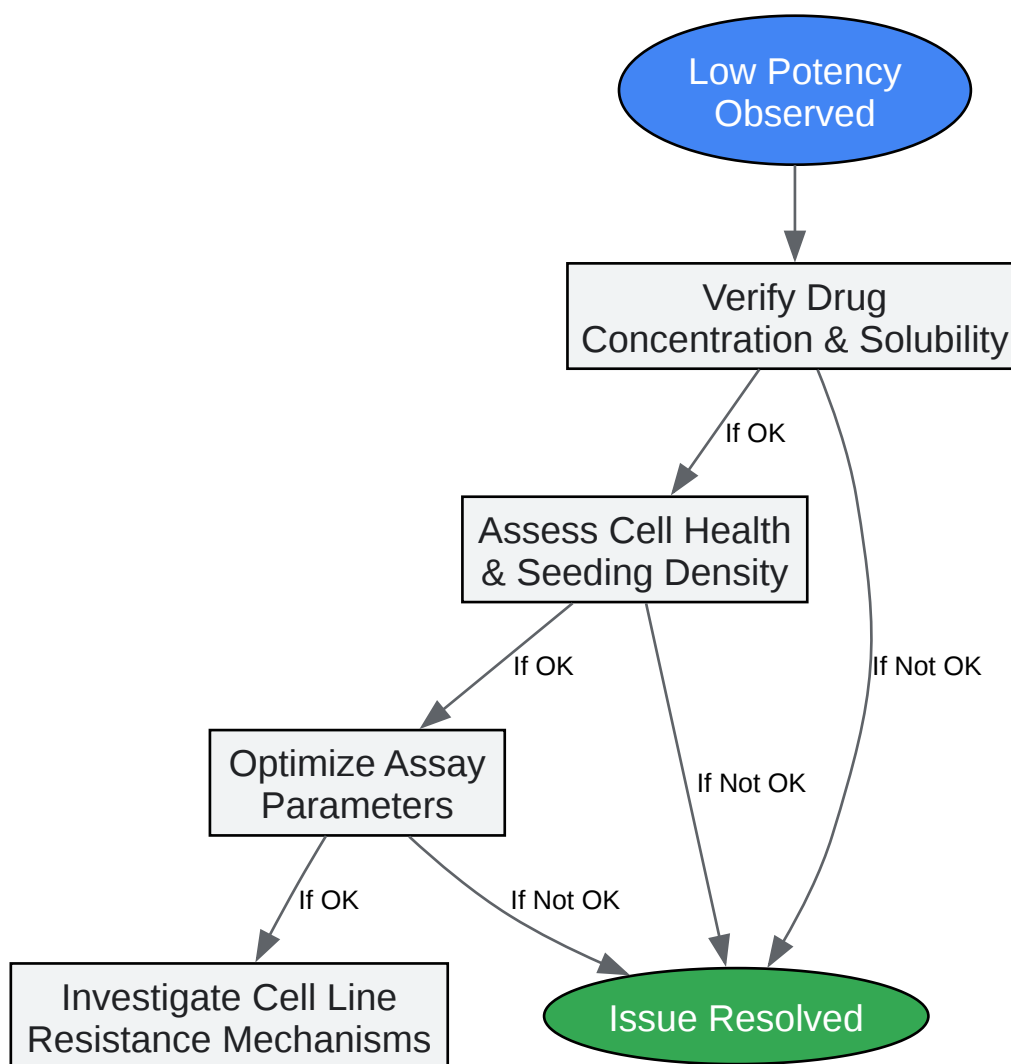 Low Potency
Observed
Verify Drug
Concentration & Solubility
If OK
Assess Cell Health
& Seeding Density
If OK
If Not OK
Optimize Assay
Parameters
If Not OK
If OK
If Not OK
Investigate Cell Line
Resistance Mechanisms
Issue Resolved